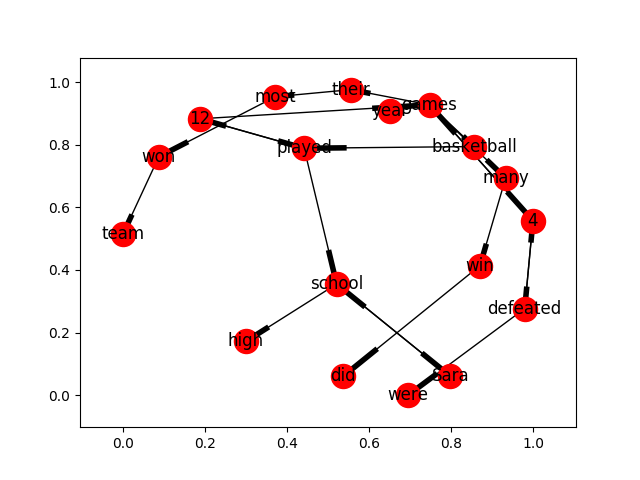 1.0
0.8
0.6
0.4
0.2
0.0
most
their
year
games
12
played
basketball
won
many
team
4
win
school
defeated
high
did
sara
were
0.0 0.2 0.4 0.6 0.8 1.0